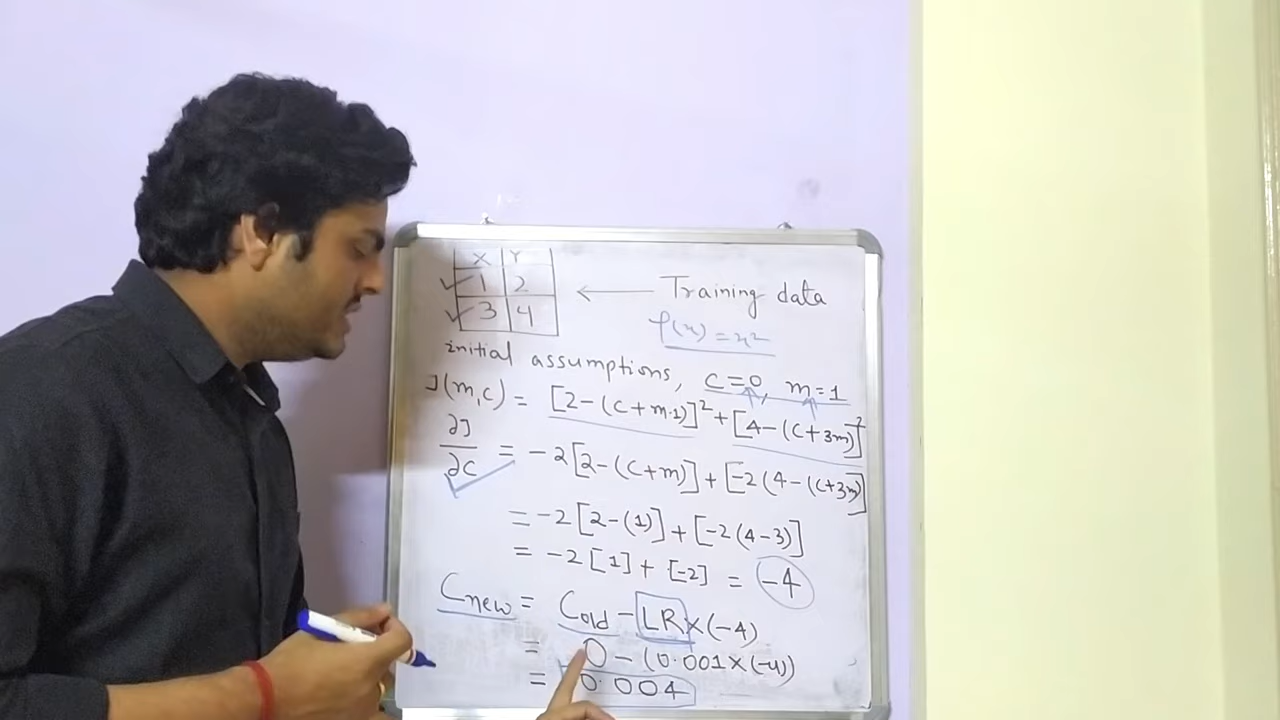 X Y
1 2
3 4
← Training data
f(x) = x²
initial assumptions, C=0, m=1
J(m,c) = [2-(c+m.1)]² + [4-(c+3m)]²
∂J/∂C = -2[2-(c+m)] + [-2(4-(c+3m)]
= -2[2-(1)] + [-2(4-3)]
= -2[1] + [-2] = -4
Cnew = Cold - LR×(-4)
= 0 - (0.001×(-4))
= 0.004